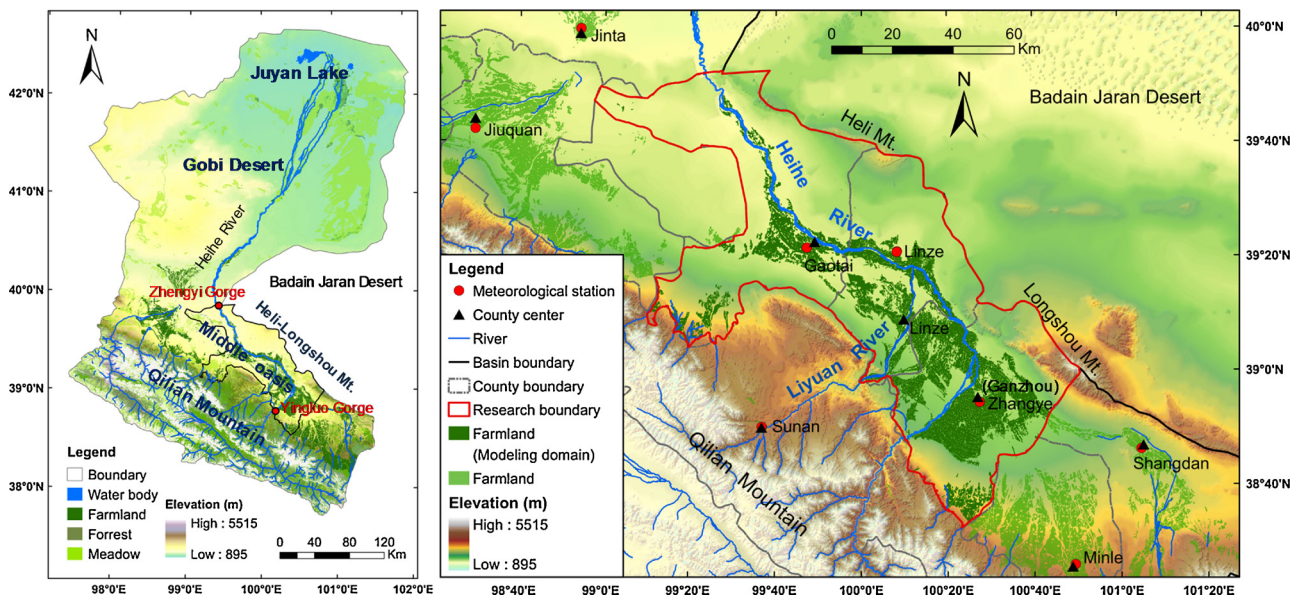 N
Juyan Lake
42°0'N
Gobi Desert
41°0'N
Heihe River
Badain Jaran Desert
40°0'N
Zhengyi Gorge
Heli-Longshou Mt.
Middle oasis
39°0'N
Qilian Mountain
Yingluo Gorge
38°0'N
Legend
Boundary
Water body
Farmland
Forrest
Meadow
Elevation (m)
High : 5515
Low : 895
0 40 80 120
Km
98°0'E 99°0'E 100°0'E 101°0'E 102°0'E
Jinta
0 20 40 60
Km
40°0'N
N
Badain Jaran Desert
Jiuquan
Heli Mt.
39°40'N
Heihe
River
Linze
Gaotai
39°20'N
Longshou Mt.
Linze
Liyuan River
39°0'N
(Ganzhou)
Zhangye
Sunan
Qilian Mountain
Shangdan
38°40'N
Minle
Legend
Meteorological station
County center
River
Basin boundary
County boundary
Research boundary
Farmland
(Modeling domain)
Farmland
Elevation (m)
High : 5515
Low : 895
98°40'E 99°0'E 99°20'E 99°40'E 100°0'E 100°20'E 100°40'E 101°0'E 101°20'E